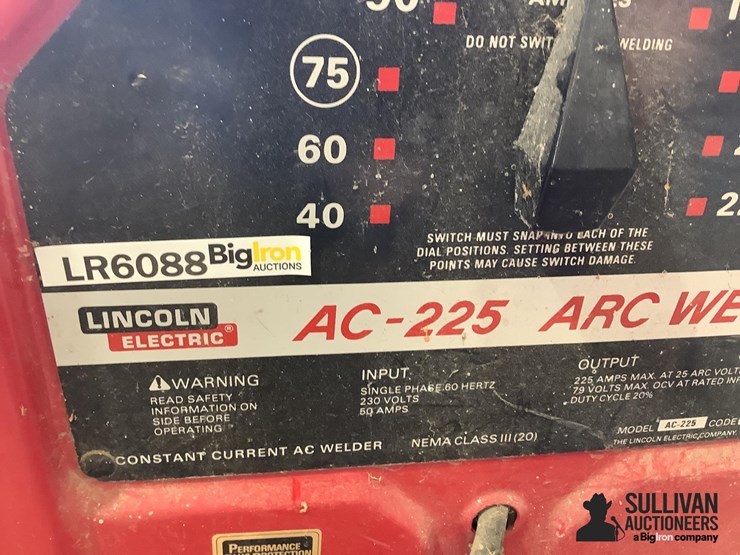 90
DO NOT WELDING
75
60
40
SWITCH MUST SNAP INTO EACH OF THE
DIAL POSITIONS. SETTING BETWEEN THESE
POINTS MAY CAUSE SWITCH DAMAGE.
LR6088 BigIron
AUCTIONS
LINCOLN
ELECTRIC®
AC-225 ARC
WARNING
READ SAFETY
INFORMATION ON
SIDE BEFORE
OPERATING
INPUT
SINGLE PHASE 60 HERTZ
230 VOLTS
50 AMPS
OUTPUT
225 AMPS MAX. AT 25 ARC
79 VOLTS MAX. OCV AT RATED
DUTY CYCLE 20%
CONSTANT CURRENT AC WELDER
NEMA CLASS III (20)
MODEL AC-225 CODE
THE LINCOLN ELECTRIC COMPANY
PERFORMANCE
PROTECTION
SULLIVAN
AUCTIONEERS
a BigIron company